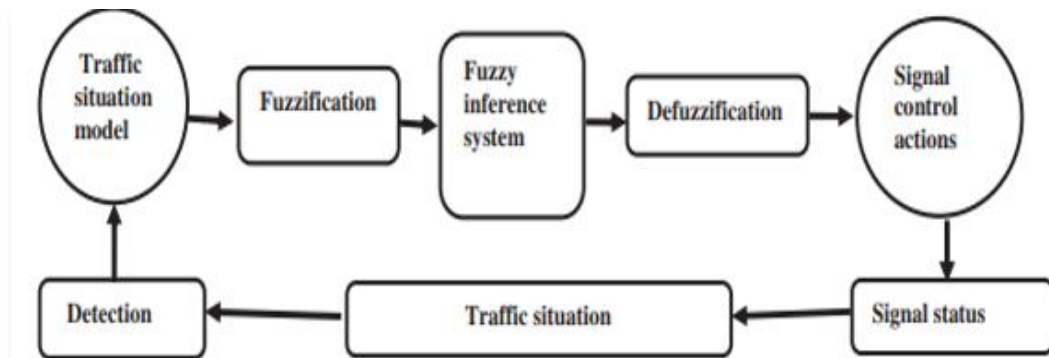 Traffic
situation
model
Fuzzification
Fuzzy
inference
system
Defuzzification
Signal
control
actions
Detection
Traffic situation
Signal status